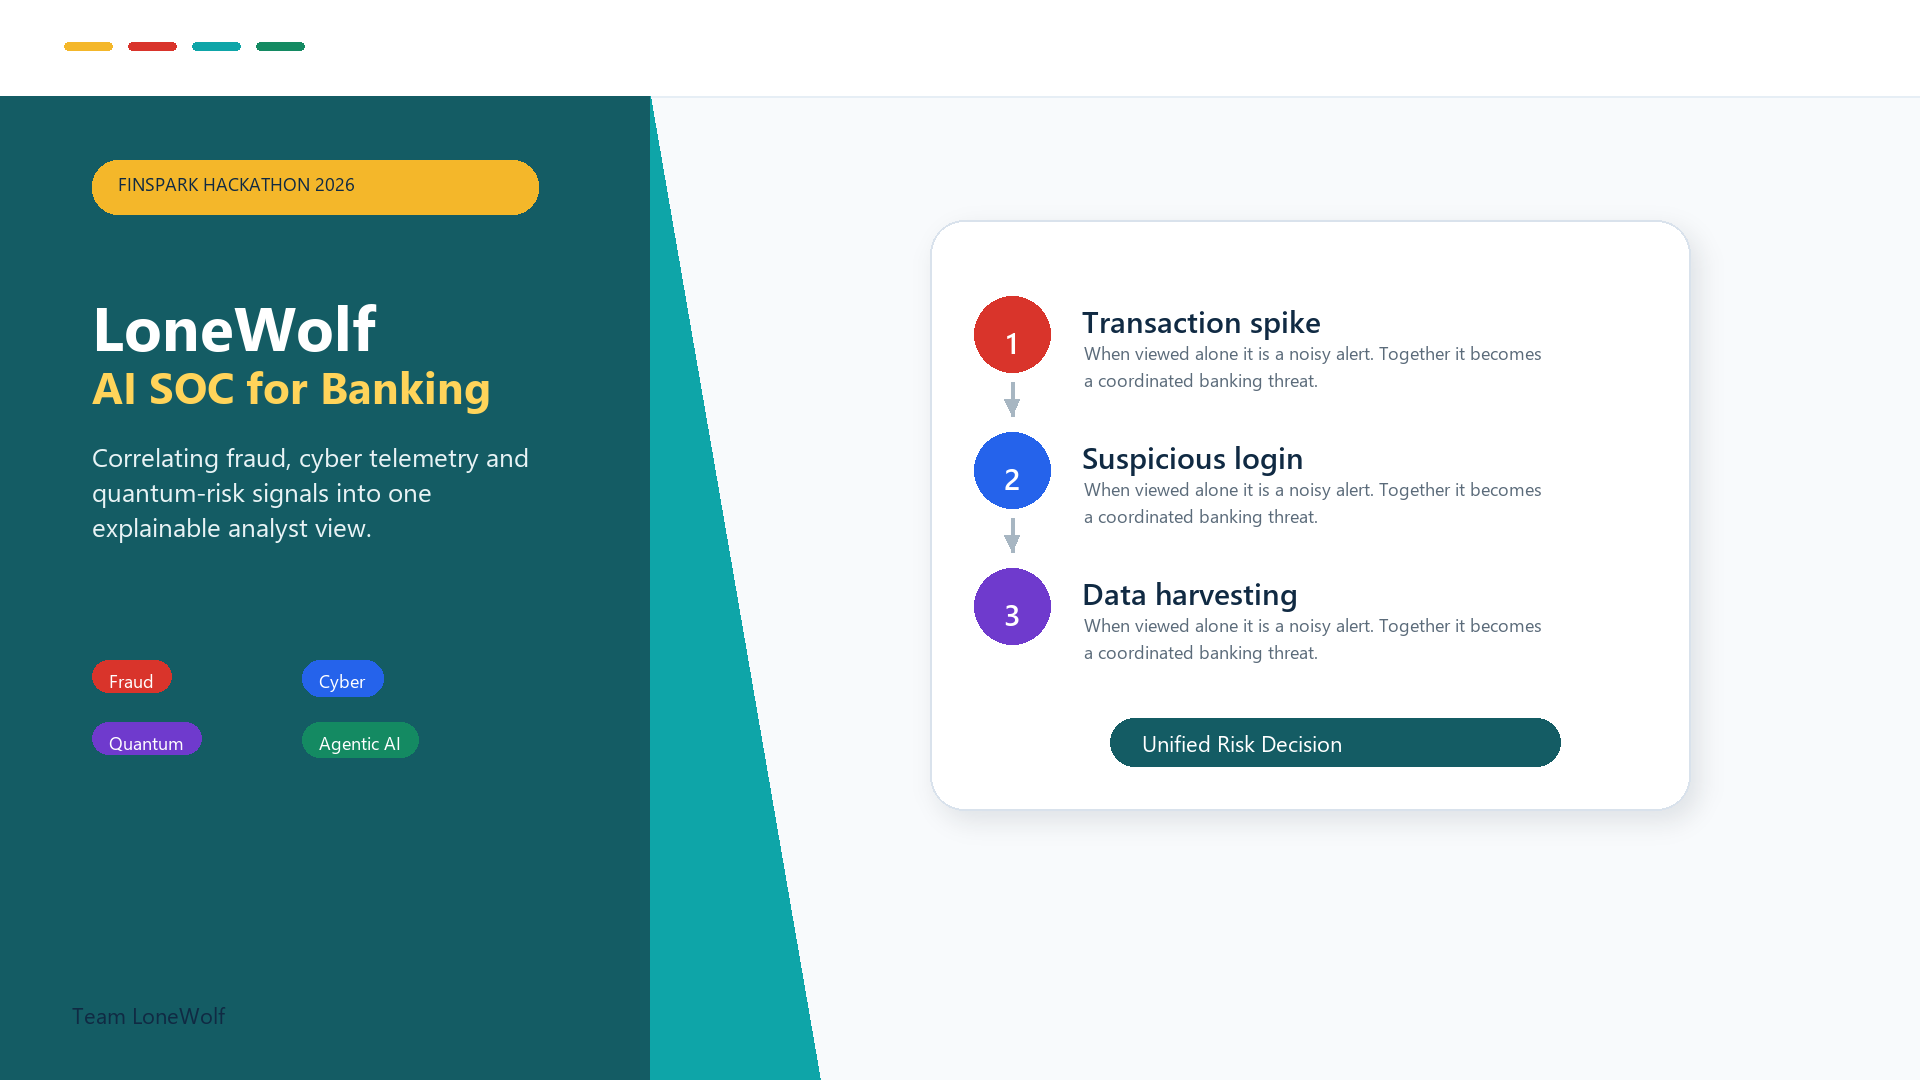 FINSPARK HACKATHON 2026
LoneWolf
AI SOC for Banking
Correlating fraud, cyber telemetry and
quantum-risk signals into one
explainable analyst view.
Fraud
Cyber
Quantum
Agentic AI
Team LoneWolf
1
Transaction spike
When viewed alone it is a noisy alert. Together it becomes
a coordinated banking threat.
2
Suspicious login
When viewed alone it is a noisy alert. Together it becomes
a coordinated banking threat.
3
Data harvesting
When viewed alone it is a noisy alert. Together it becomes
a coordinated banking threat.
Unified Risk Decision